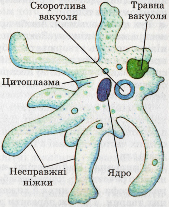 Скоротлива
вакуоля
Травна
вакуоля
Цитоплазма
Несправжні
ніжки
Ядро